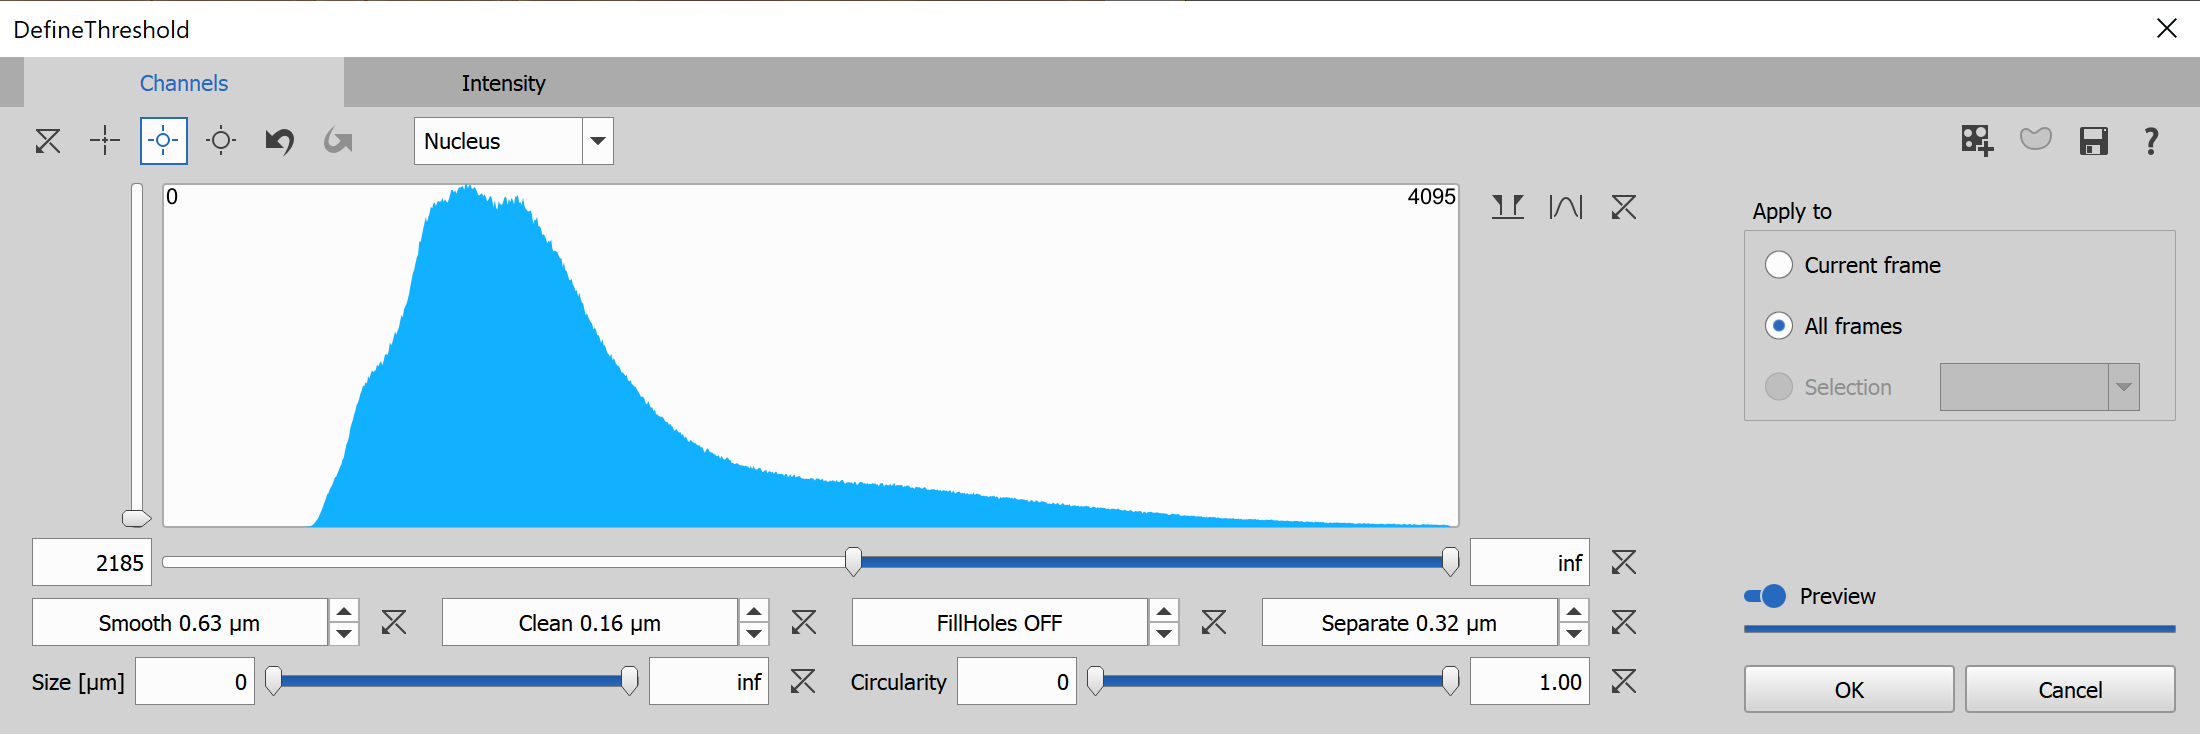 DefineThreshold
Channels Intensity
Nucleus
?
0 4095
Apply to
Current frame
All frames
Selection
2185 inf
Preview
Smooth 0.63 µm Clean 0.16 µm FillHoles OFF Separate 0.32 µm
Size [µm] 0 inf Circularity 0 1.00
OK Cancel